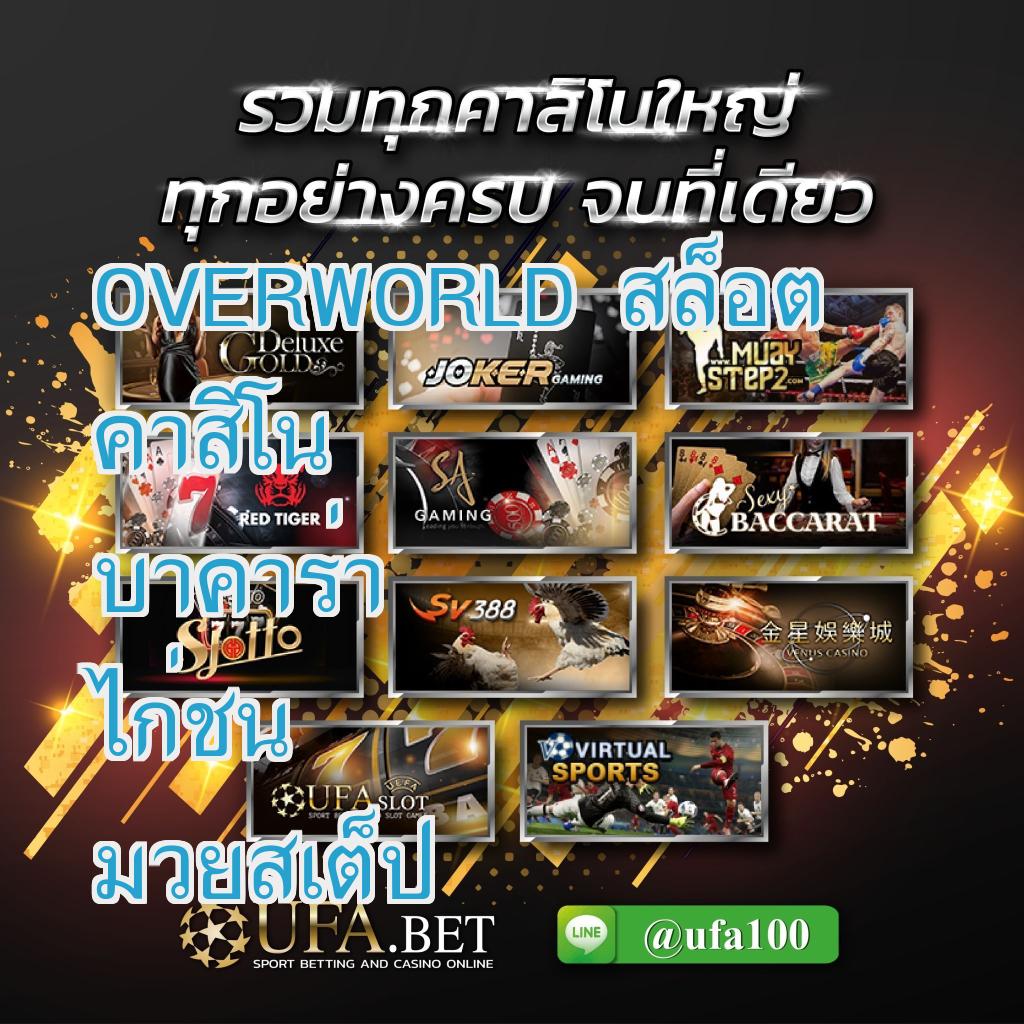 รวมทุกคาสิโนใหญ่
ทุกอย่างครบ จบที่เดียว
OVERWORLD สล็อต
Deluxe
GOLD
JOKER GAMING
WWW.MUAY
STEP2.COM
คาสิโน
7
RED TIGER
SA
GAMING
Sexy
BACCARAT
บาคารา
Slotto
SV388
金星娛樂城
VENUS CASINO
ไก่ชน
UEFA
UFA SLOT
VIRTUAL
SPORTS
มวยสเต็ป
UFA.BET
SPORT BETTING AND CASINO ONLINE
LINE
@ufa100